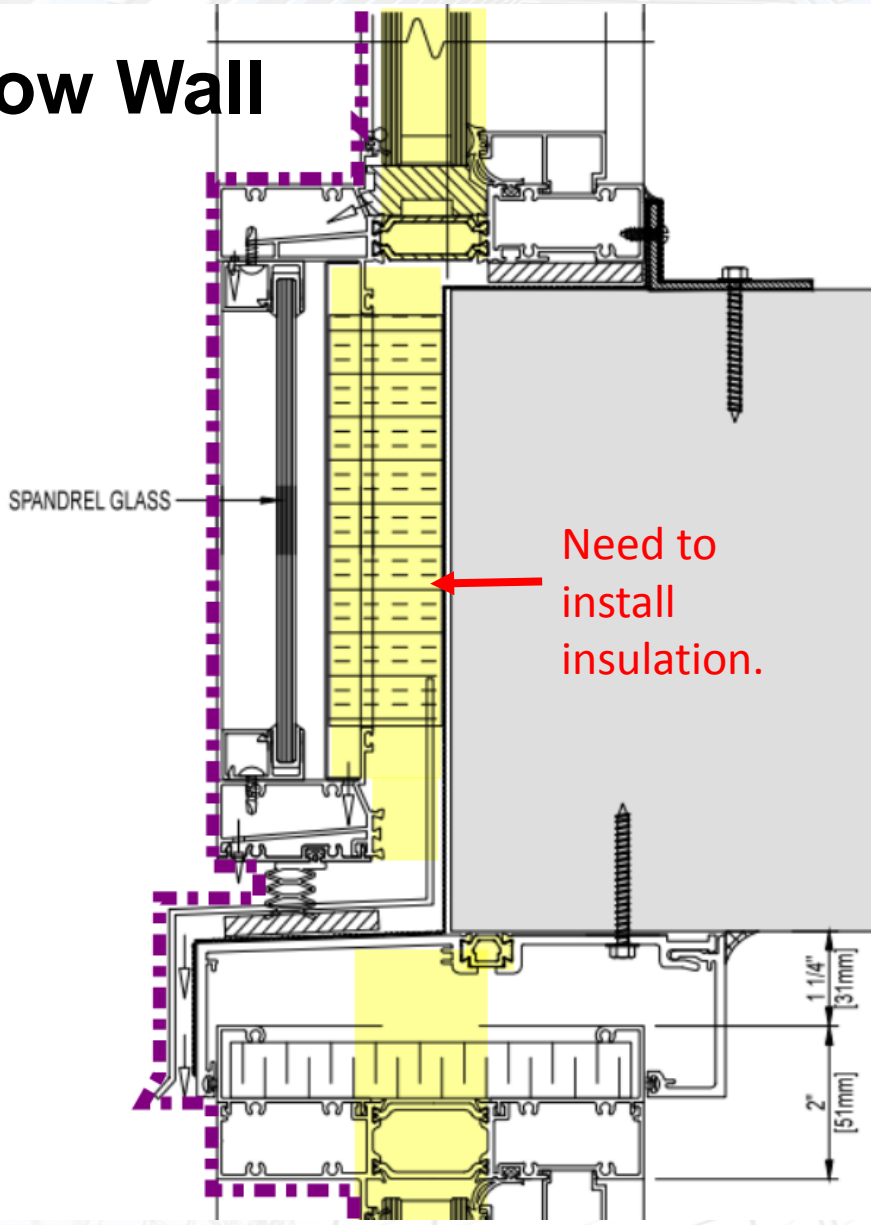 ow Wall
SPANDREL GLASS
Need to
install
insulation.
1 1/4"
[31mm]
2"
[51mm]